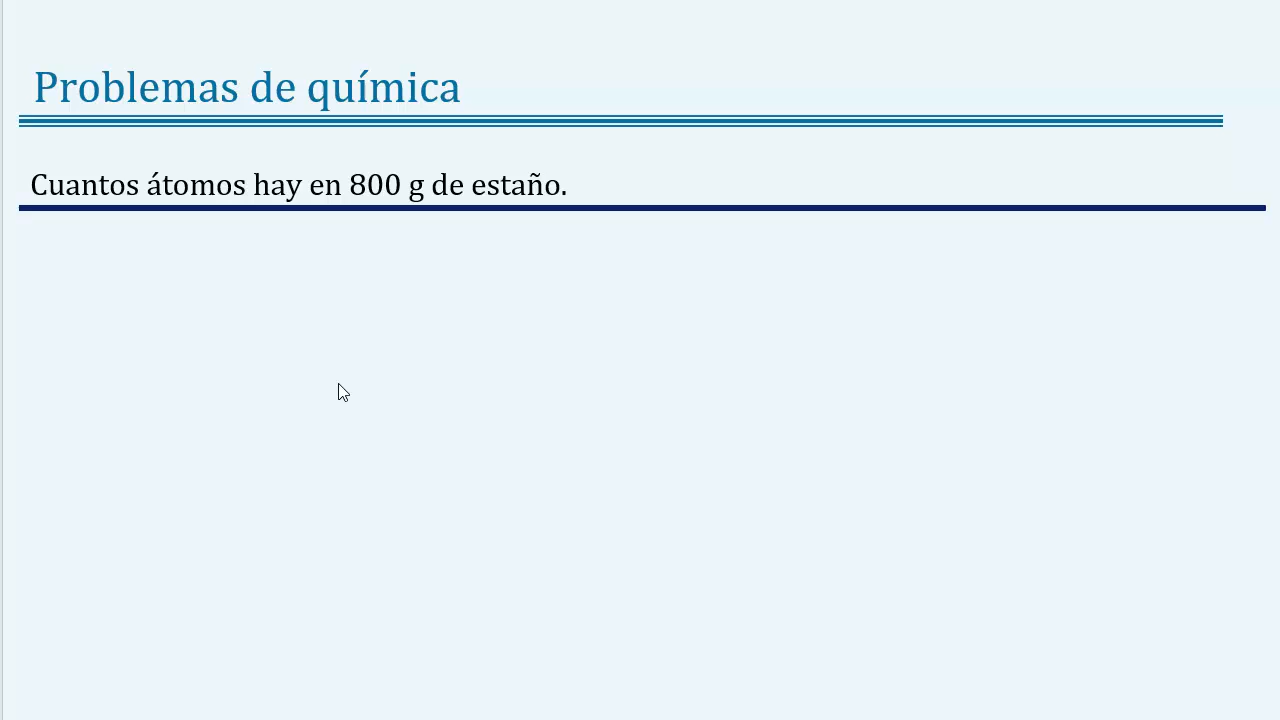 Problemas de química
Cuantos átomos hay en 800 g de estaño.